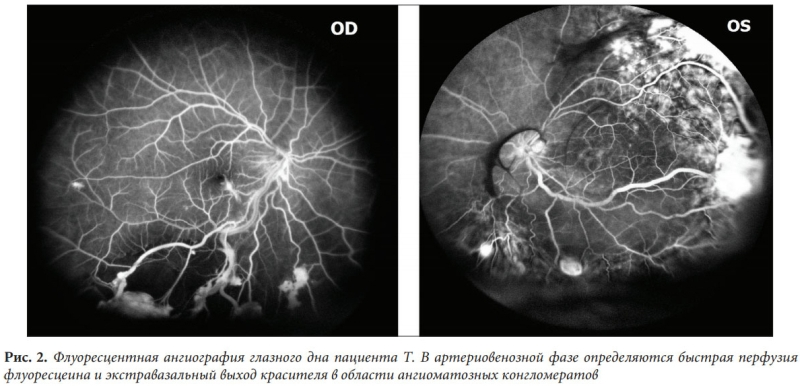 OD
OS
Рис. 2. Флуоресцентная ангиография глазного дна пациента Т. В артериовенозной фазе определяются быстрая перфузия
флуоресцеина и экстравазальный выход красителя в области ангиоматозных конгломератов